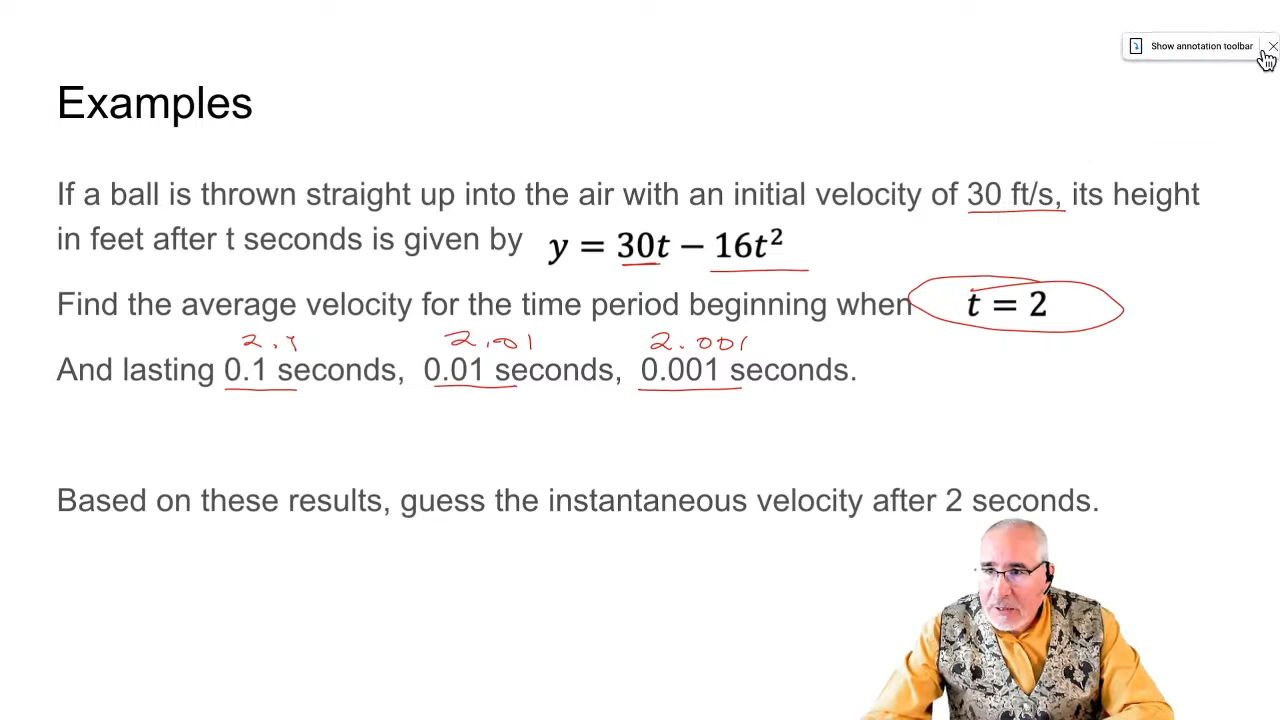 Show annotation toolbar
Examples
If a ball is thrown straight up into the air with an initial velocity of 30 ft/s, its height
in feet after t seconds is given by y = 30t − 16t²
Find the average velocity for the time period beginning when t = 2
2.1 2.01 2.001
And lasting 0.1 seconds, 0.01 seconds, 0.001 seconds.
Based on these results, guess the instantaneous velocity after 2 seconds.